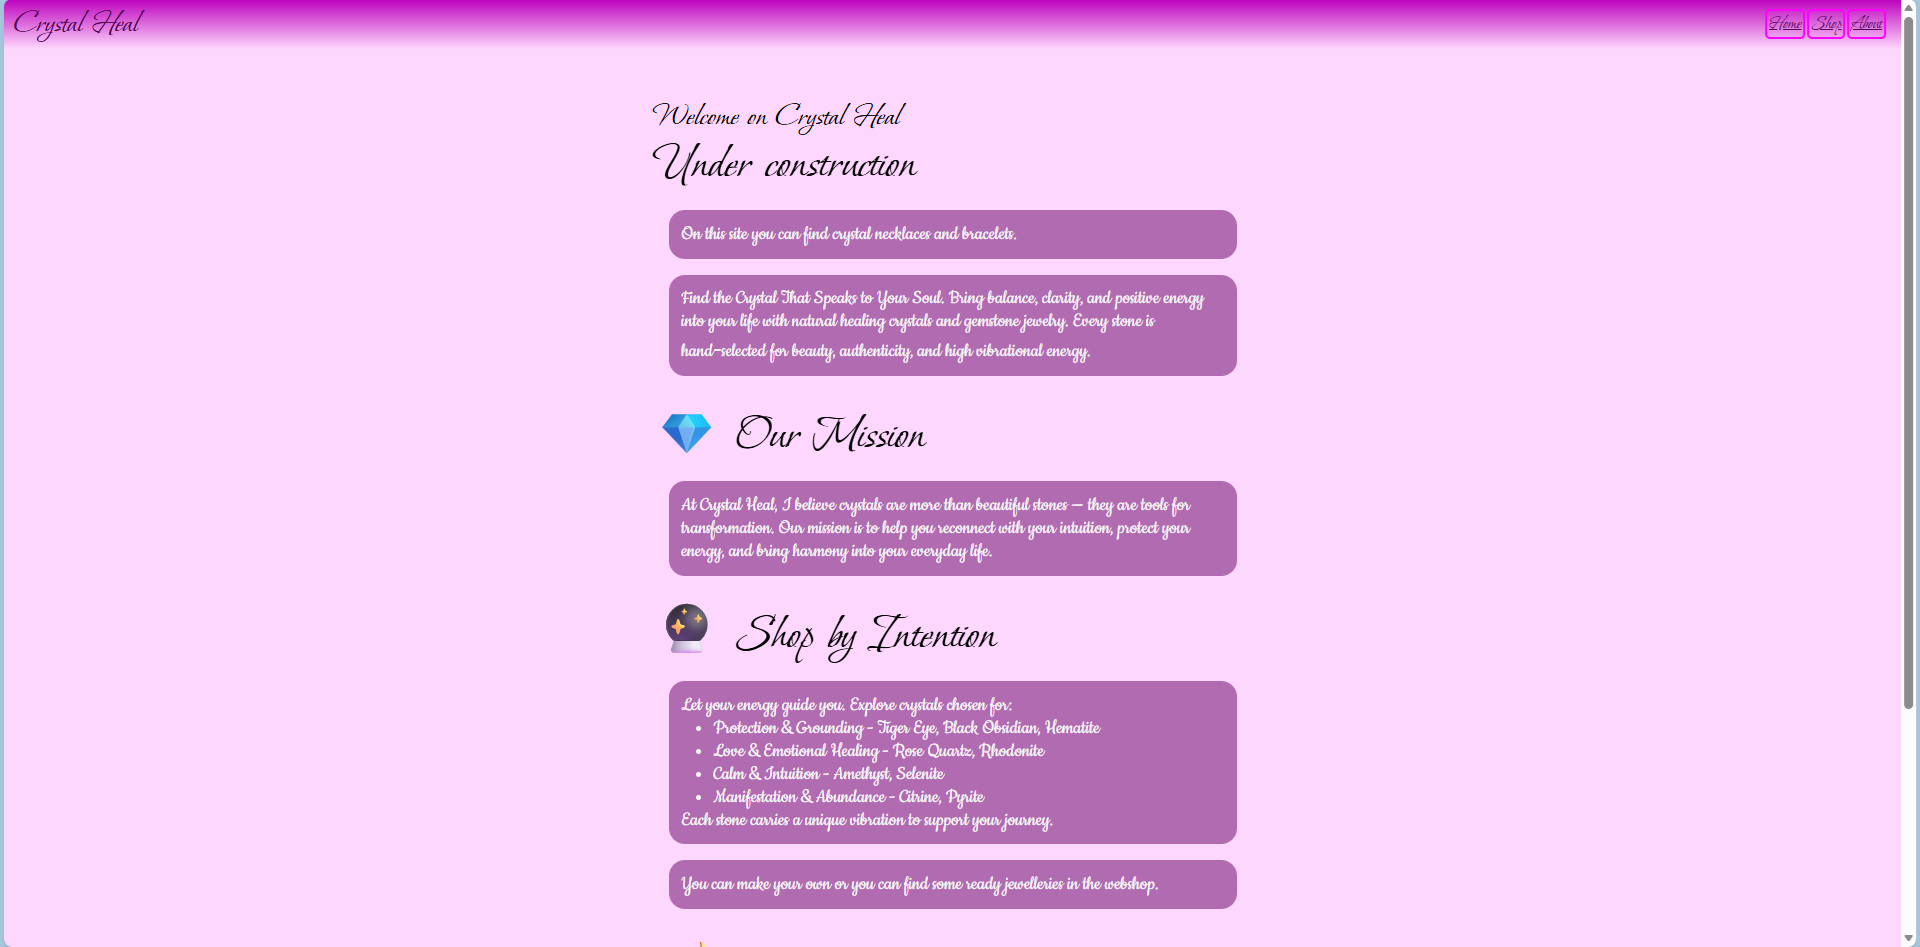 Crystal Heal
Home Shop About
Welcome on Crystal Heal
Under construction
On this site you can find crystal necklaces and bracelets.
Find the Crystal That Speaks to Your Soul. Bring balance, clarity, and positive energy
into your life with natural healing crystals and gemstone jewelry. Every stone is
hand-selected for beauty, authenticity, and high vibrational energy.
Our Mission
At Crystal Heal, I believe crystals are more than beautiful stones — they are tools for
transformation. Our mission is to help you reconnect with your intuition, protect your
energy, and bring harmony into your everyday life.
Shop by Intention
Let your energy guide you. Explore crystals chosen for:
• Protection & Grounding - Tiger Eye, Black Obsidian, Hematite
• Love & Emotional Healing - Rose Quartz, Rhodonite
• Calm & Intuition - Amethyst, Selenite
• Manifestation & Abundance - Citrine, Pyrite
Each stone carries a unique vibration to support your journey.
You can make your own or you can find some ready jewelleries in the webshop.